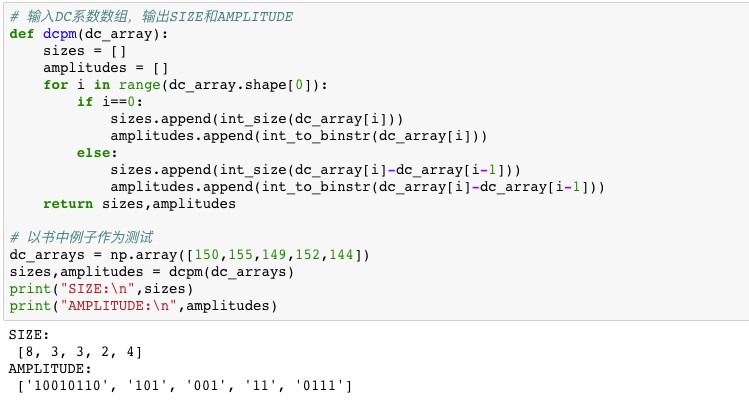 # 输入DC系数数组，输出SIZE和AMPLITUDE
def dcpm(dc_array):
    sizes = []
    amplitudes = []
    for i in range(dc_array.shape[0]):
        if i==0:
            sizes.append(int_size(dc_array[i]))
            amplitudes.append(int_to_binstr(dc_array[i]))
        else:
            sizes.append(int_size(dc_array[i]-dc_array[i-1]))
            amplitudes.append(int_to_binstr(dc_array[i]-dc_array[i-1]))
    return sizes,amplitudes
# 以书中例子作为测试
dc_arrays = np.array([150,155,149,152,144])
sizes,amplitudes = dcpm(dc_arrays)
print("SIZE:\n",sizes)
print("AMPLITUDE:\n",amplitudes)
SIZE:
 [8, 3, 3, 2, 4]
AMPLITUDE:
 ['10010110', '101', '001', '11', '0111']